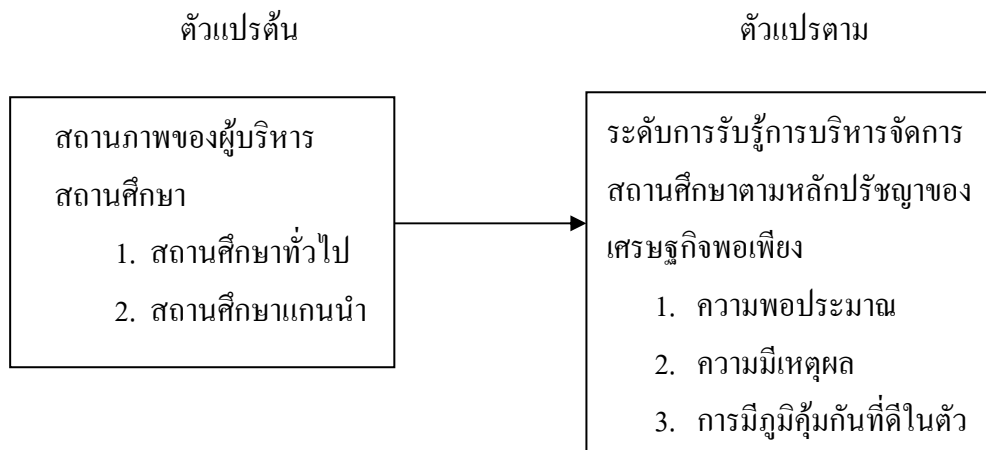 ตัวแปรต้น
ตัวแปรตาม
สถานภาพของผู้บริหาร
สถานศึกษา
1. สถานศึกษาทั่วไป
2. สถานศึกษาแกนนำ
ระดับการรับรู้การบริหารจัดการ
สถานศึกษาตามหลักปรัชญาของ
เศรษฐกิจพอเพียง
1. ความพอประมาณ
2. ความมีเหตุผล
3. การมีภูมิคุ้มกันที่ดีในตัว